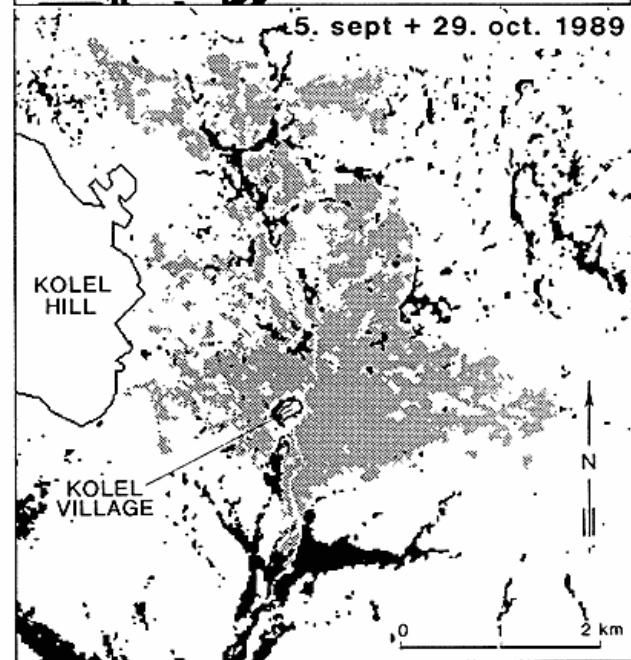 5. sept + 29. oct. 1989
KOLEL
HILL
KOLEL
VILLAGE
N
0 1 2 km